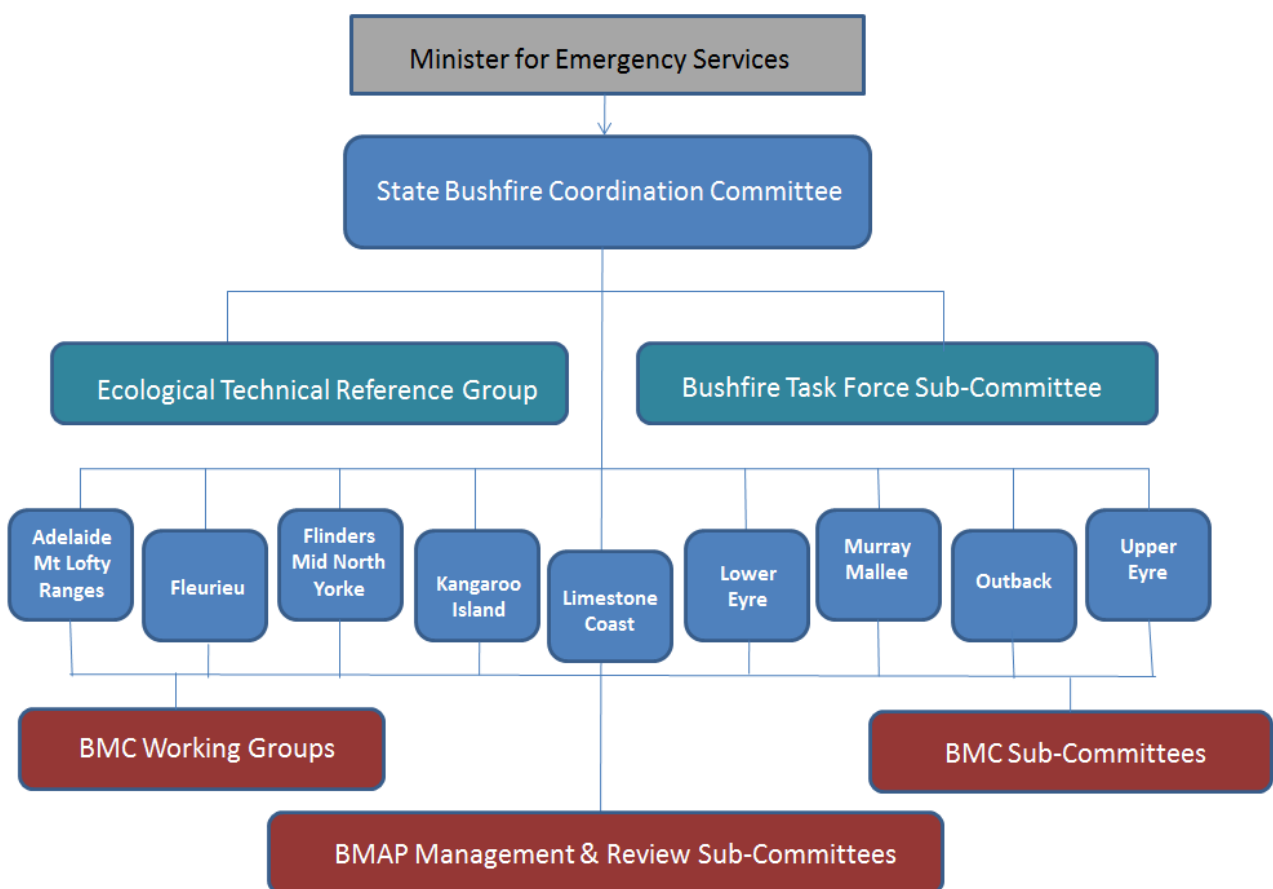 Minister for Emergency Services
State Bushfire Coordination Committee
Ecological Technical Reference Group
Bushfire Task Force Sub-Committee
Adelaide
Mt Lofty
Ranges
Fleurieu
Flinders
Mid North
Yorke
Kangaroo
Island
Limestone
Coast
Lower
Eyre
Murray
Mallee
Outback
Upper
Eyre
BMC Working Groups
BMC Sub-Committees
BMAP Management & Review Sub-Committees